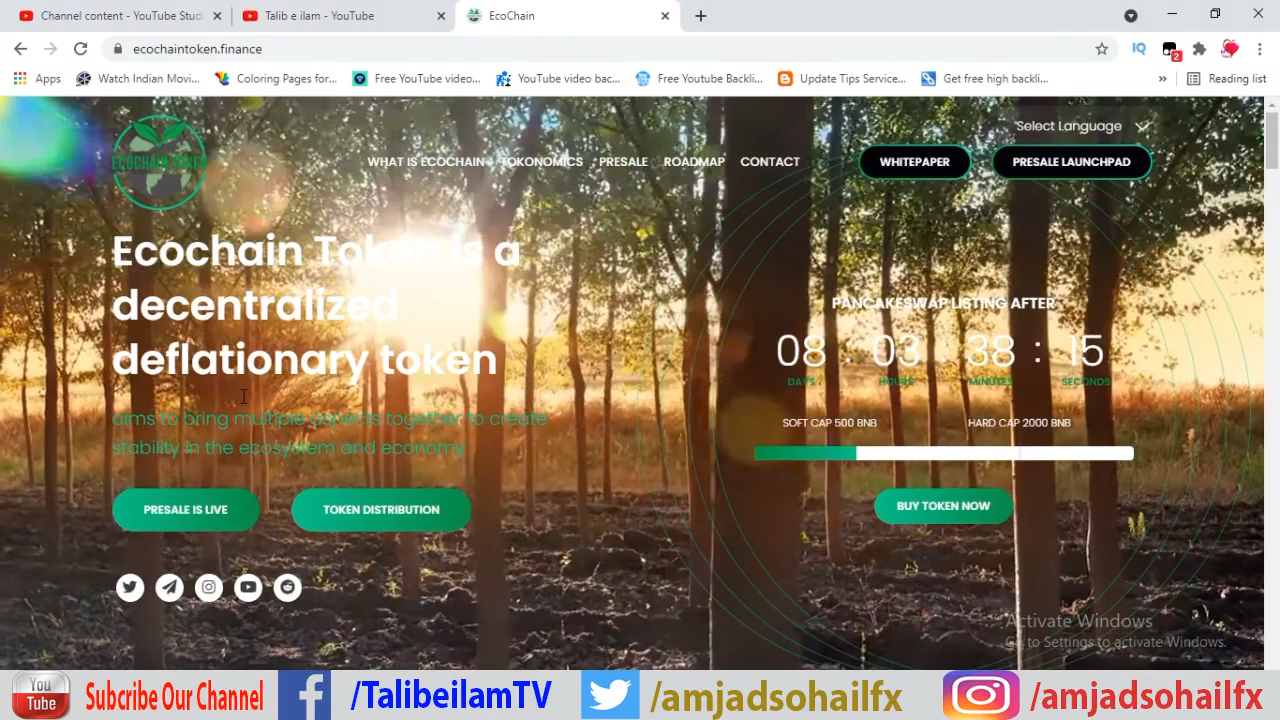 Channel content - YouTube Stud
Talib e ilam - YouTube
EcoChain
ecochaintoken.finance
IQ
2
Apps
Watch Indian Movi...
Coloring Pages for...
Free YouTube video...
YouTube video bac...
Free Youtube Backli...
Update Tips Service...
Get free high backli...
»
Reading list
Select Language
ECOCHAIN TOKEN
WHAT IS ECOCHAIN
TOKONOMICS
PRESALE
ROADMAP
CONTACT
WHITEPAPER
PRESALE LAUNCHPAD
Ecochain Token is a
decentralized
deflationary token
aims to bring multiple aspects together to create
stability in the ecosystem and economy
PRESALE IS LIVE
TOKEN DISTRIBUTION
PANCAKESWAP LISTING AFTER
08 : 03 : 38 : 15
DAYS HOURS MINUTES SECONDS
SOFT CAP 500 BNB
HARD CAP 2000 BNB
BUY TOKEN NOW
Activate Windows
Go to Settings to activate Windows.
You
Tube
Subcribe Our Channel
/TalibeilamTV
/amjadsohailfx
/amjadsohailfx